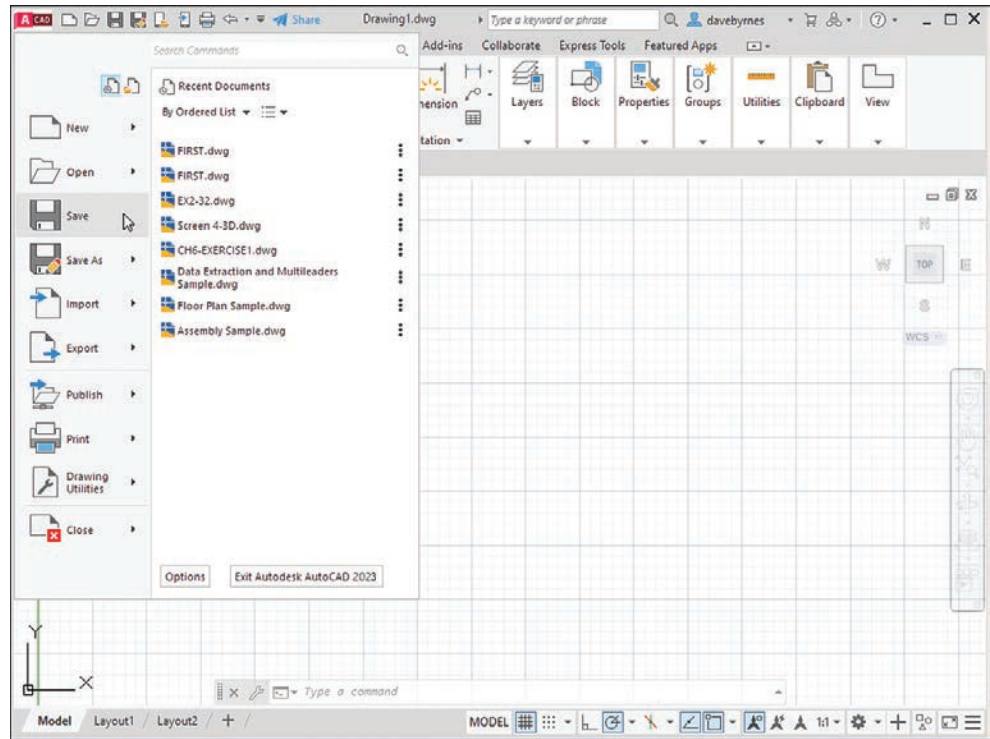 A CAD Share Drawing1.dwg Type a keyword or phrase davebyrnes
Search Commands
Add-ins Collaborate Express Tools Featured Apps
Recent Documents
By Ordered List
New
Open
Save
Save As
Import
Export
Publish
Print
Drawing
Utilities
Close
FIRST.dwg
FIRST.dwg
EX2-32.dwg
Screen 4-3D.dwg
CH6-EXERCISE1.dwg
Data Extraction and Multileaders
Sample.dwg
Floor Plan Sample.dwg
Assembly Sample.dwg
Options Exit Autodesk AutoCAD 2023
mension Layers Block Properties Groups Utilities Clipboard View
tation
N
W TOP E
S
WCS
Y
X
Type a command
Model Layout1 Layout2 + MODEL 1:1